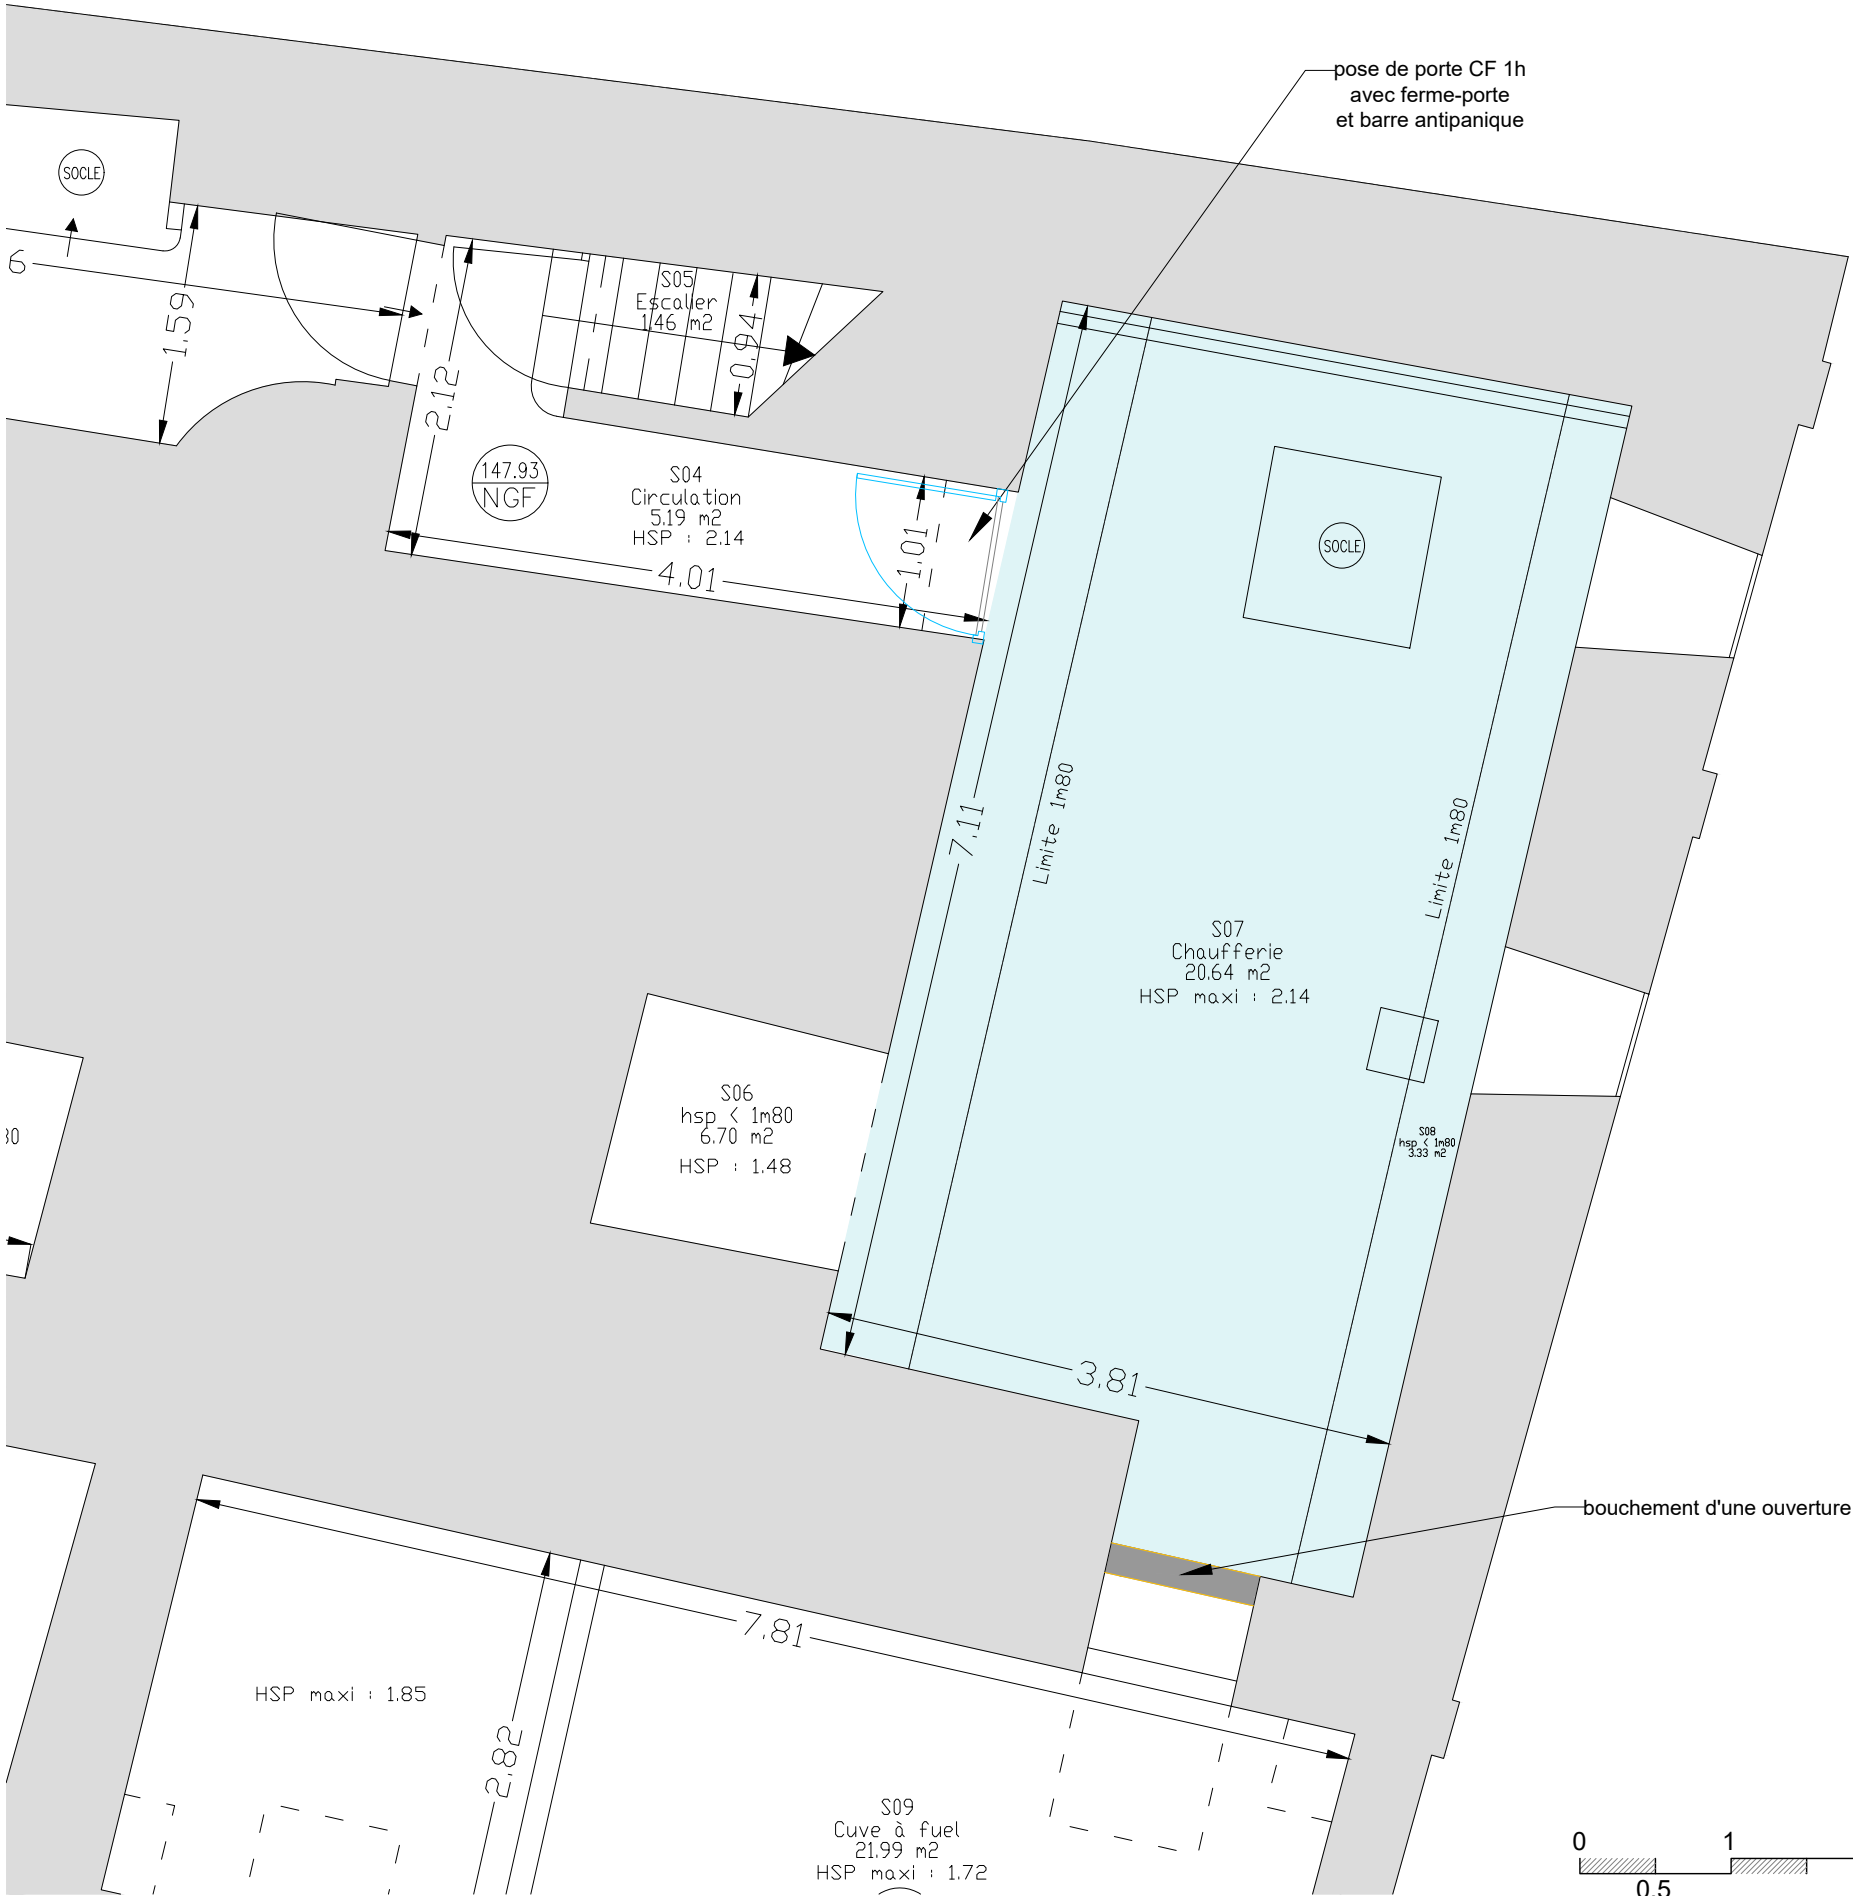 pose de porte CF 1h
avec ferme-porte
et barre antipanique
SOCLE
6
1.59
2.12
S05
Escalier
1.46 m2
0.94
147.93
NGF
S04
Circulation
5.19 m2
HSP : 2.14
1.01
4.01
SOCLE
7.11
Limite 1m80
Limite 1m80
S07
Chaufferie
20.64 m2
HSP maxi : 2.14
S06
hsp < 1m80
6.70 m2
HSP : 1.48
S08
hsp < 1m80
3.33 m2
3.81
bouchement d'une ouverture
7.81
HSP maxi : 1.85
2.82
S09
Cuve à fuel
21.99 m2
HSP maxi : 1.72
0 1
0.5